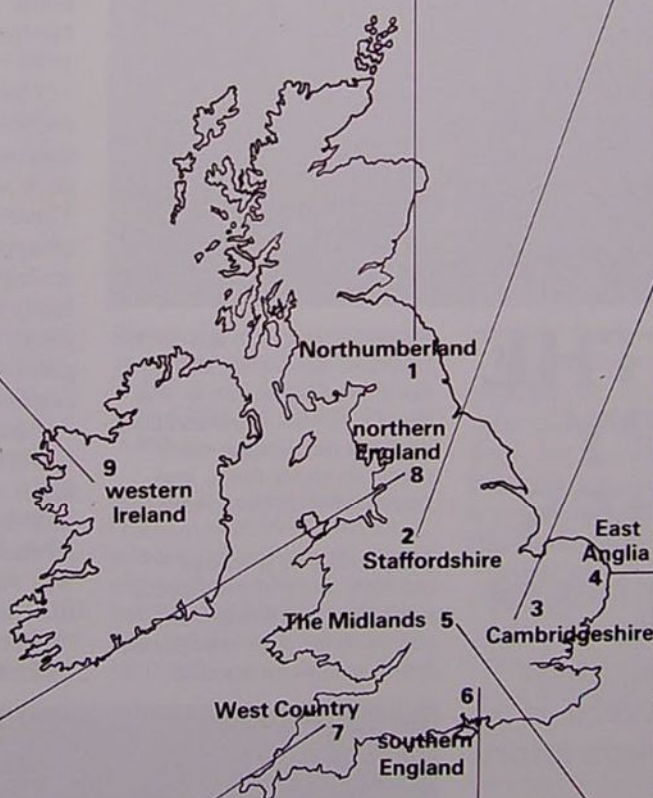 Northumberland
1
northern
England
8
9
western
Ireland
2
Staffordshire
East
Anglia
4
3
Cambridgeshire
The Midlands 5
6
West Country
7
southern
England